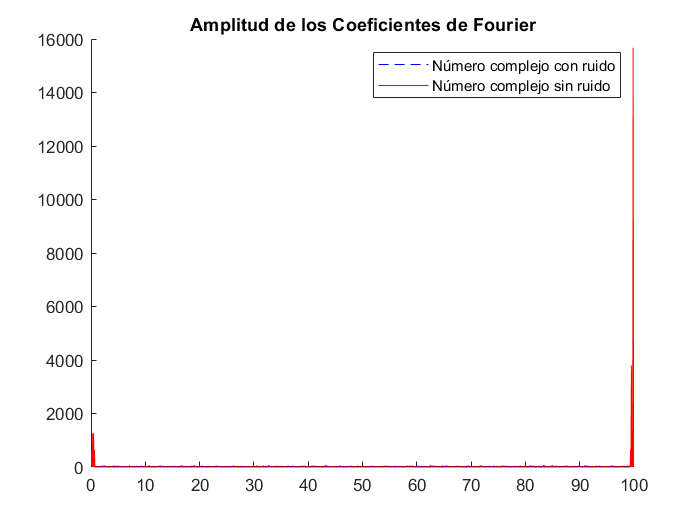 Amplitud de los Coeficientes de Fourier
16000
14000
12000
10000
8000
6000
4000
2000
0
Número complejo con ruido
Número complejo sin ruido
0 10 20 30 40 50 60 70 80 90 100